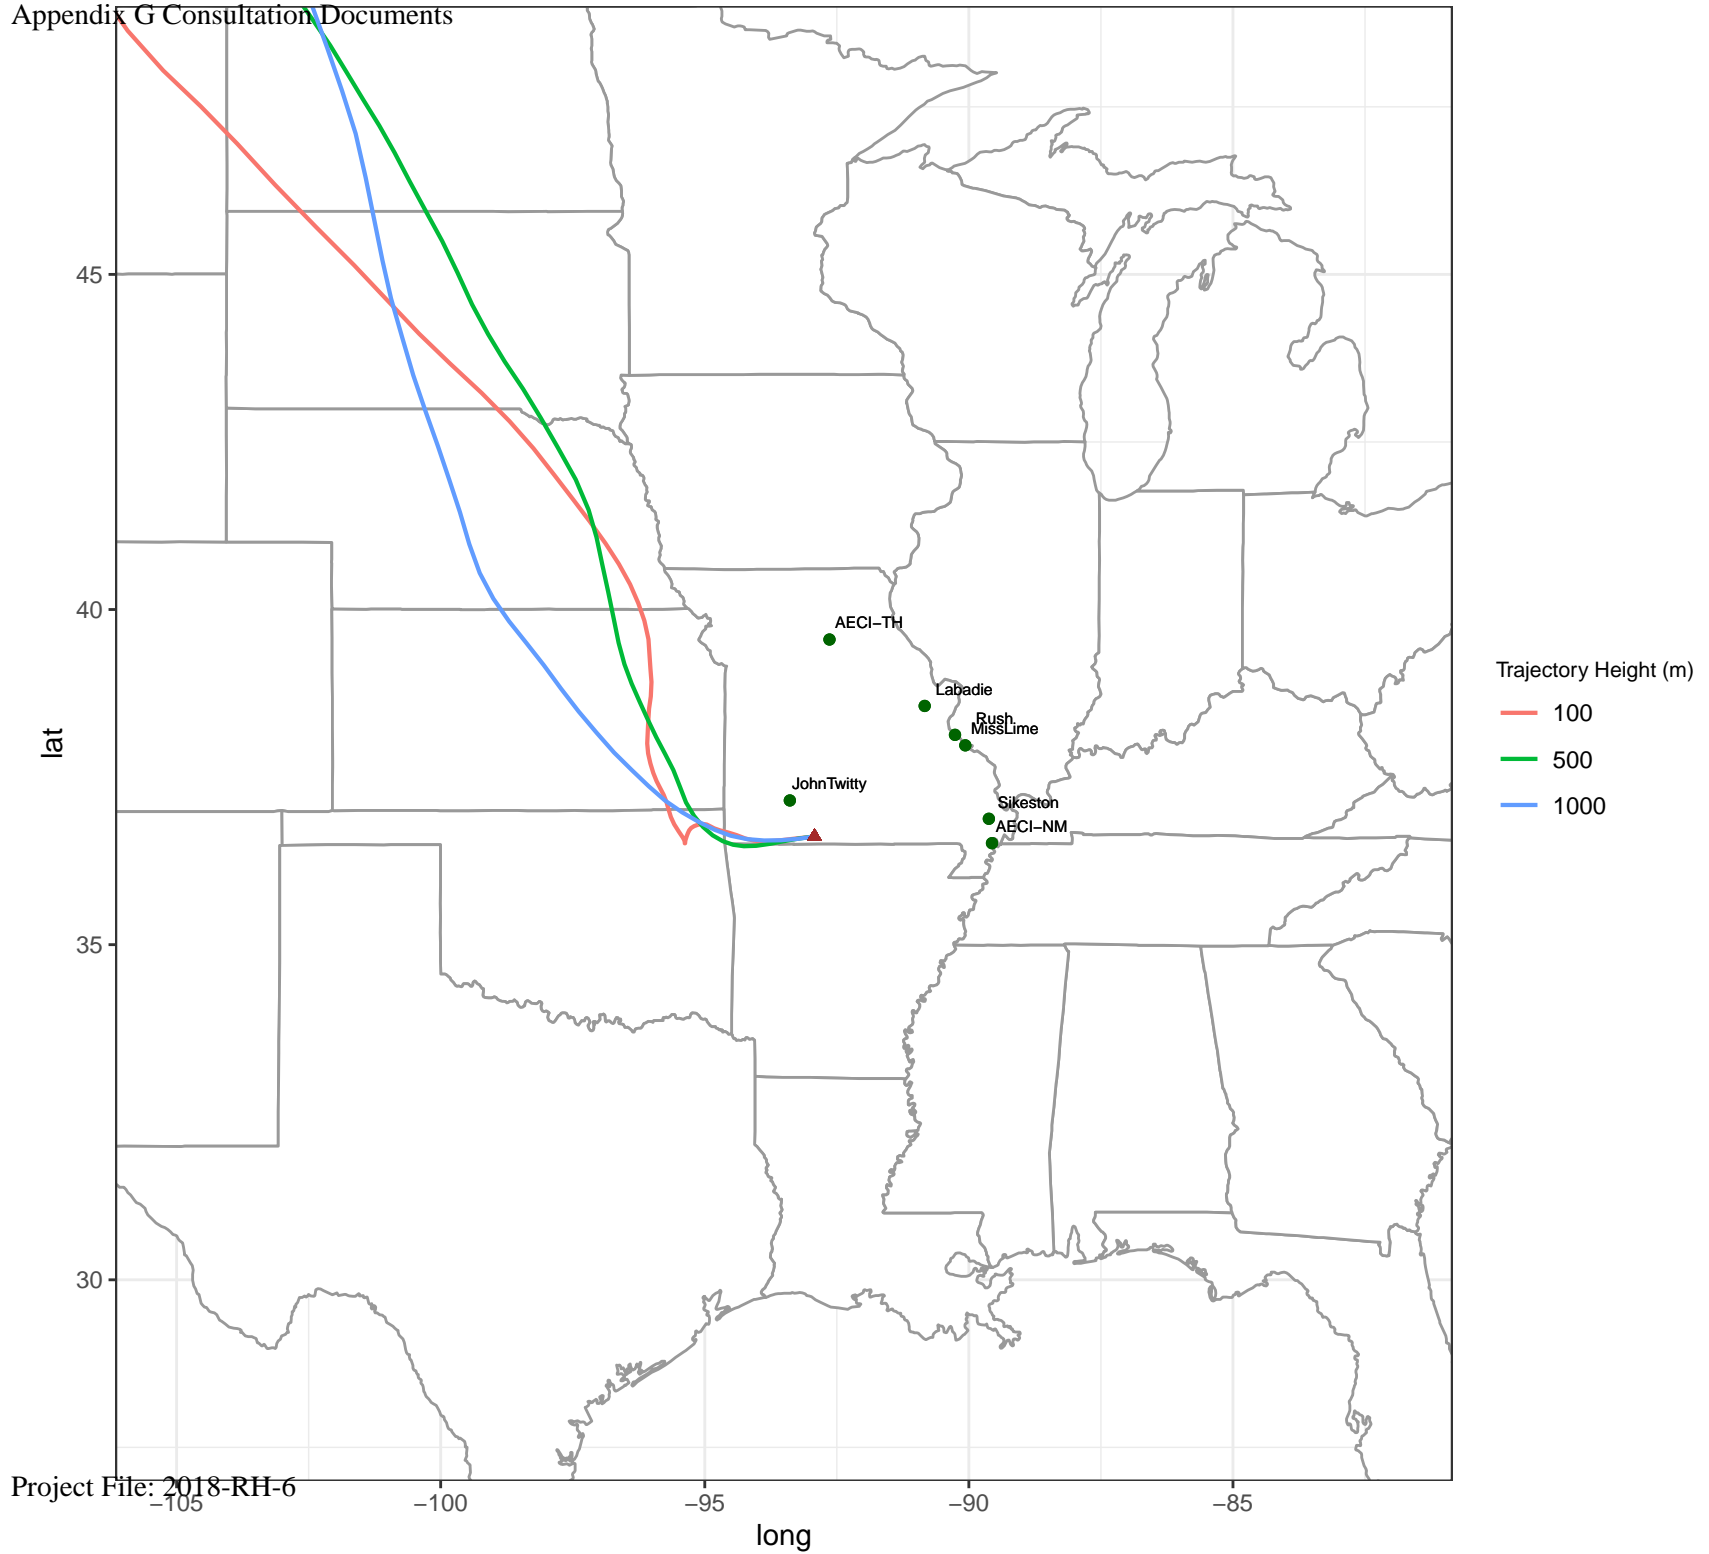 Appendix G Consultation Documents
45
40
35
30
lat
AECI−TH
Labadie
Rush
MissLime
JohnTwitty
Sikeston
AECI−NM
Trajectory Height (m)
100
500
1000
Project File: 2018-RH-6
−105
−100
−95
−90
−85
long